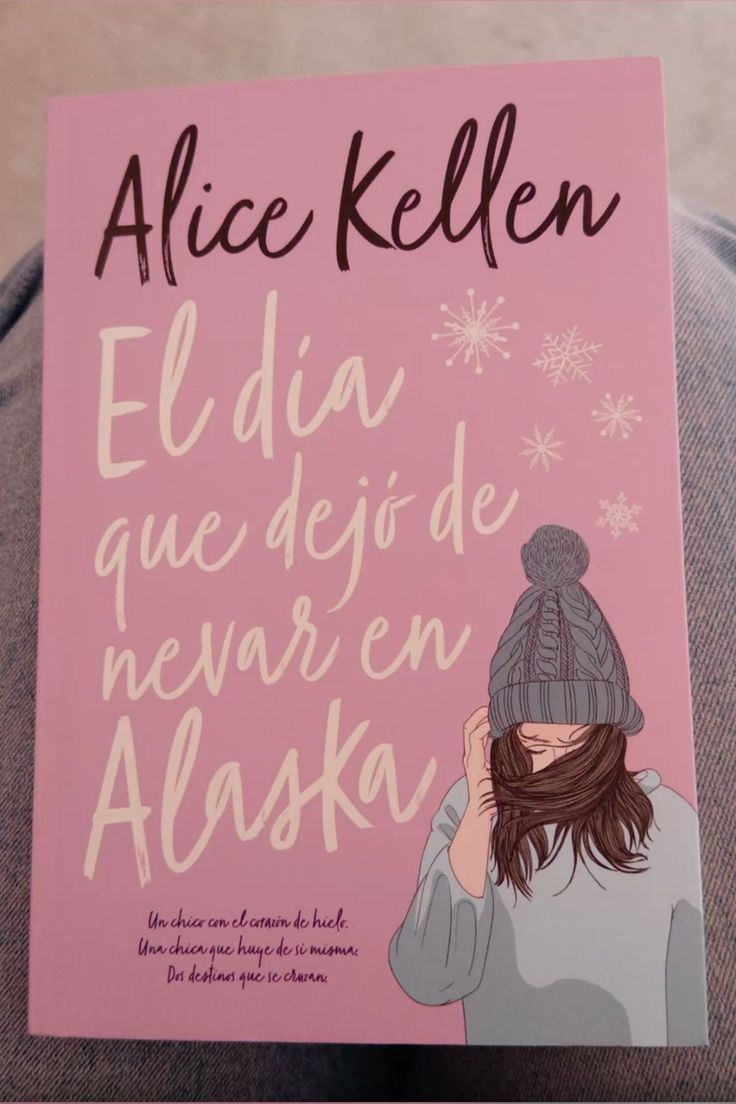 Alice Kellen
El día
que dejó de
nevar en
Alaska
Un chico con el corazón de hielo.
Una chica que huye de sí misma.
Dos destinos que se cruzan.